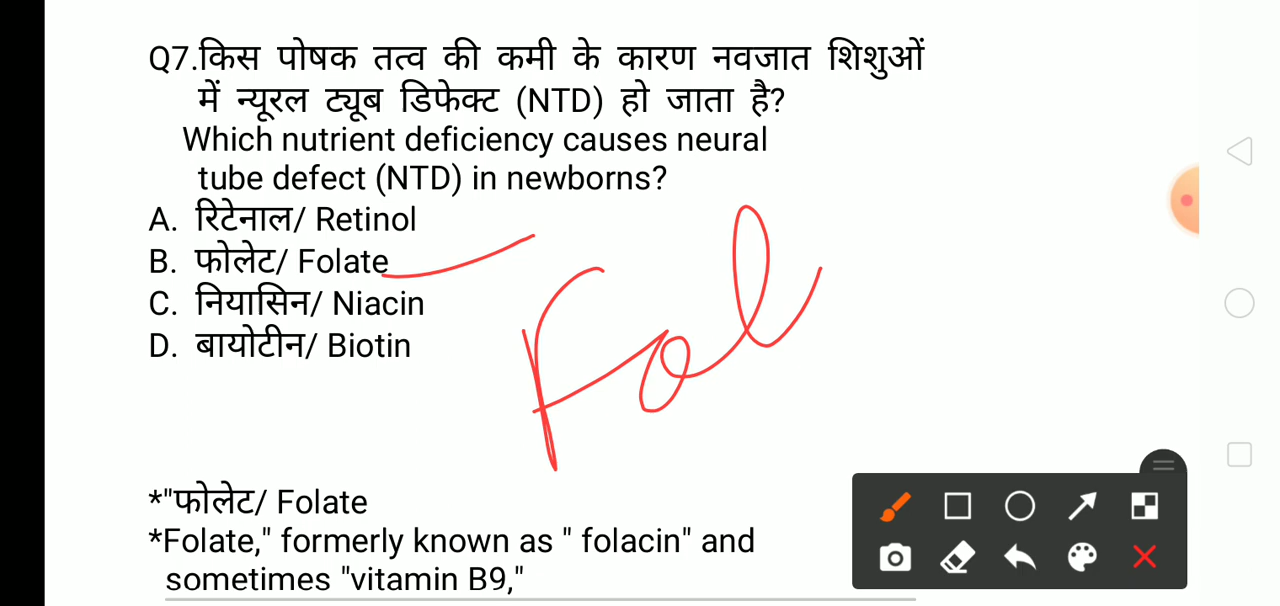 Q7.किस पोषक तत्व की कमी के कारण नवजात शिशुओं
में न्यूरल ट्यूब डिफेक्ट (NTD) हो जाता है?
Which nutrient deficiency causes neural
tube defect (NTD) in newborns?
A. रिटेनाल/ Retinol
B. फोलेट/ Folate
C. नियासिन/ Niacin
D. बायोटीन/ Biotin
Fol
*"फोलेट/ Folate
*Folate," formerly known as " folacin" and
sometimes "vitamin B9,"